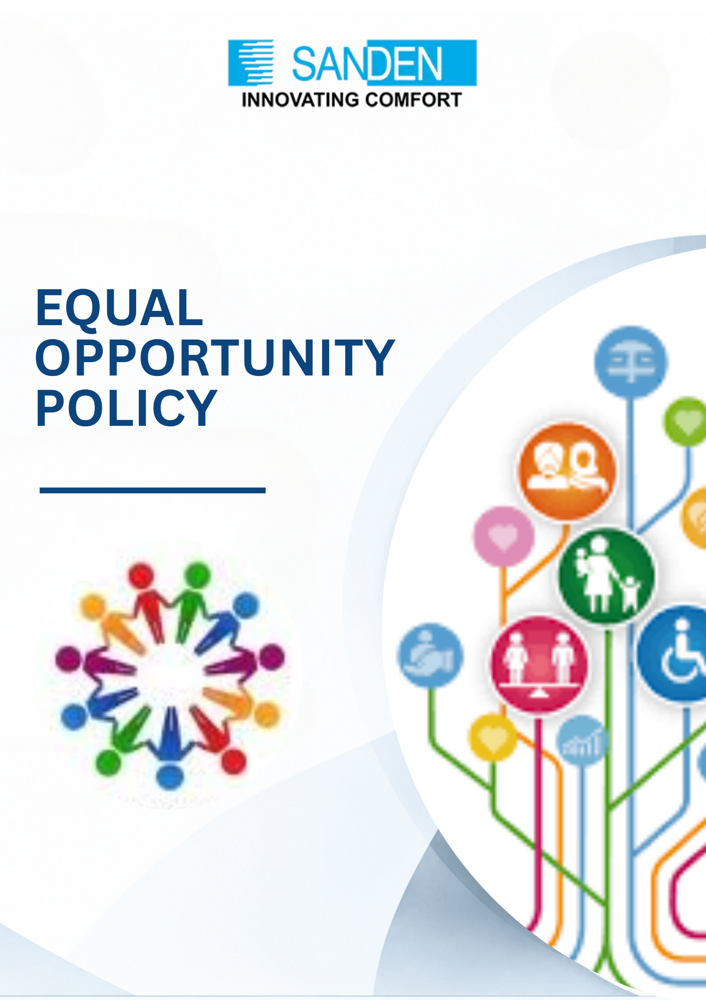 SANDEN
INNOVATING COMFORT
EQUAL
OPPORTUNITY
POLICY